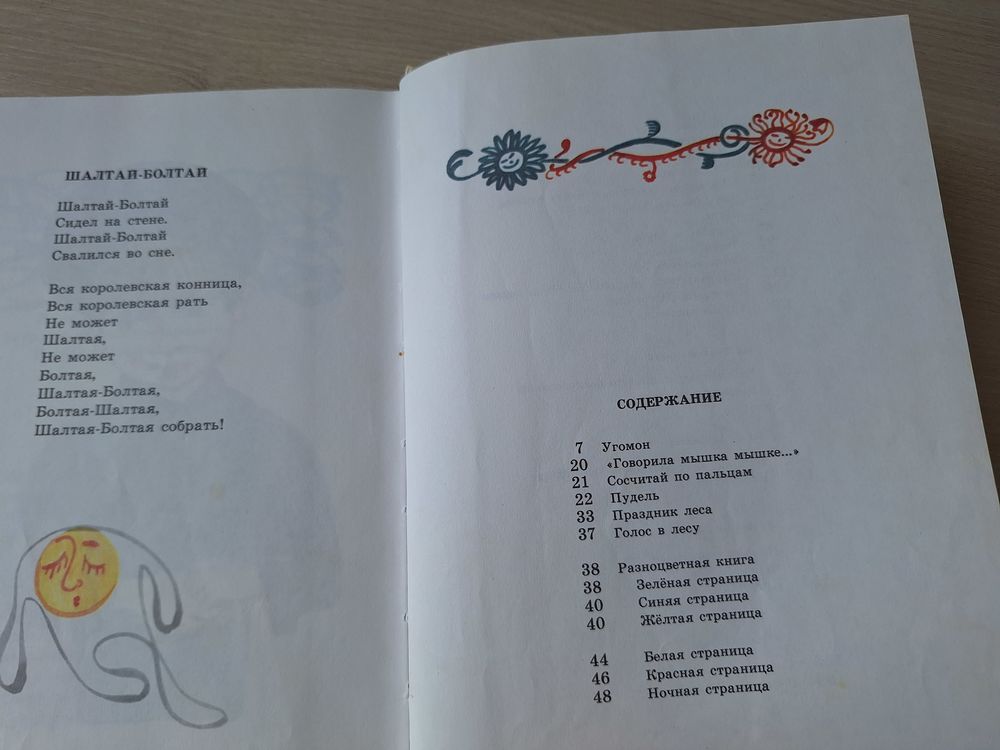 ШАЛТАЙ-БОЛТАЙ
Шалтай-Болтай
Сидел на стене.
Шалтай-Болтай
Свалился во сне.
Вся королевская конница,
Вся королевская рать
Не может
Шалтая,
Не может
Болтая,
Шалтая-Болтая,
Болтая-Шалтая,
Шалтая-Болтая собрать!
СОДЕРЖАНИЕ
7 Угомон
20 «Говорила мышка мышке...»
21 Сосчитай по пальцам
22 Пудель
33 Праздник леса
37 Голос в лесу
38 Разноцветная книга
38 Зелёная страница
40 Синяя страница
40 Жёлтая страница
44 Белая страница
46 Красная страница
48 Ночная страница